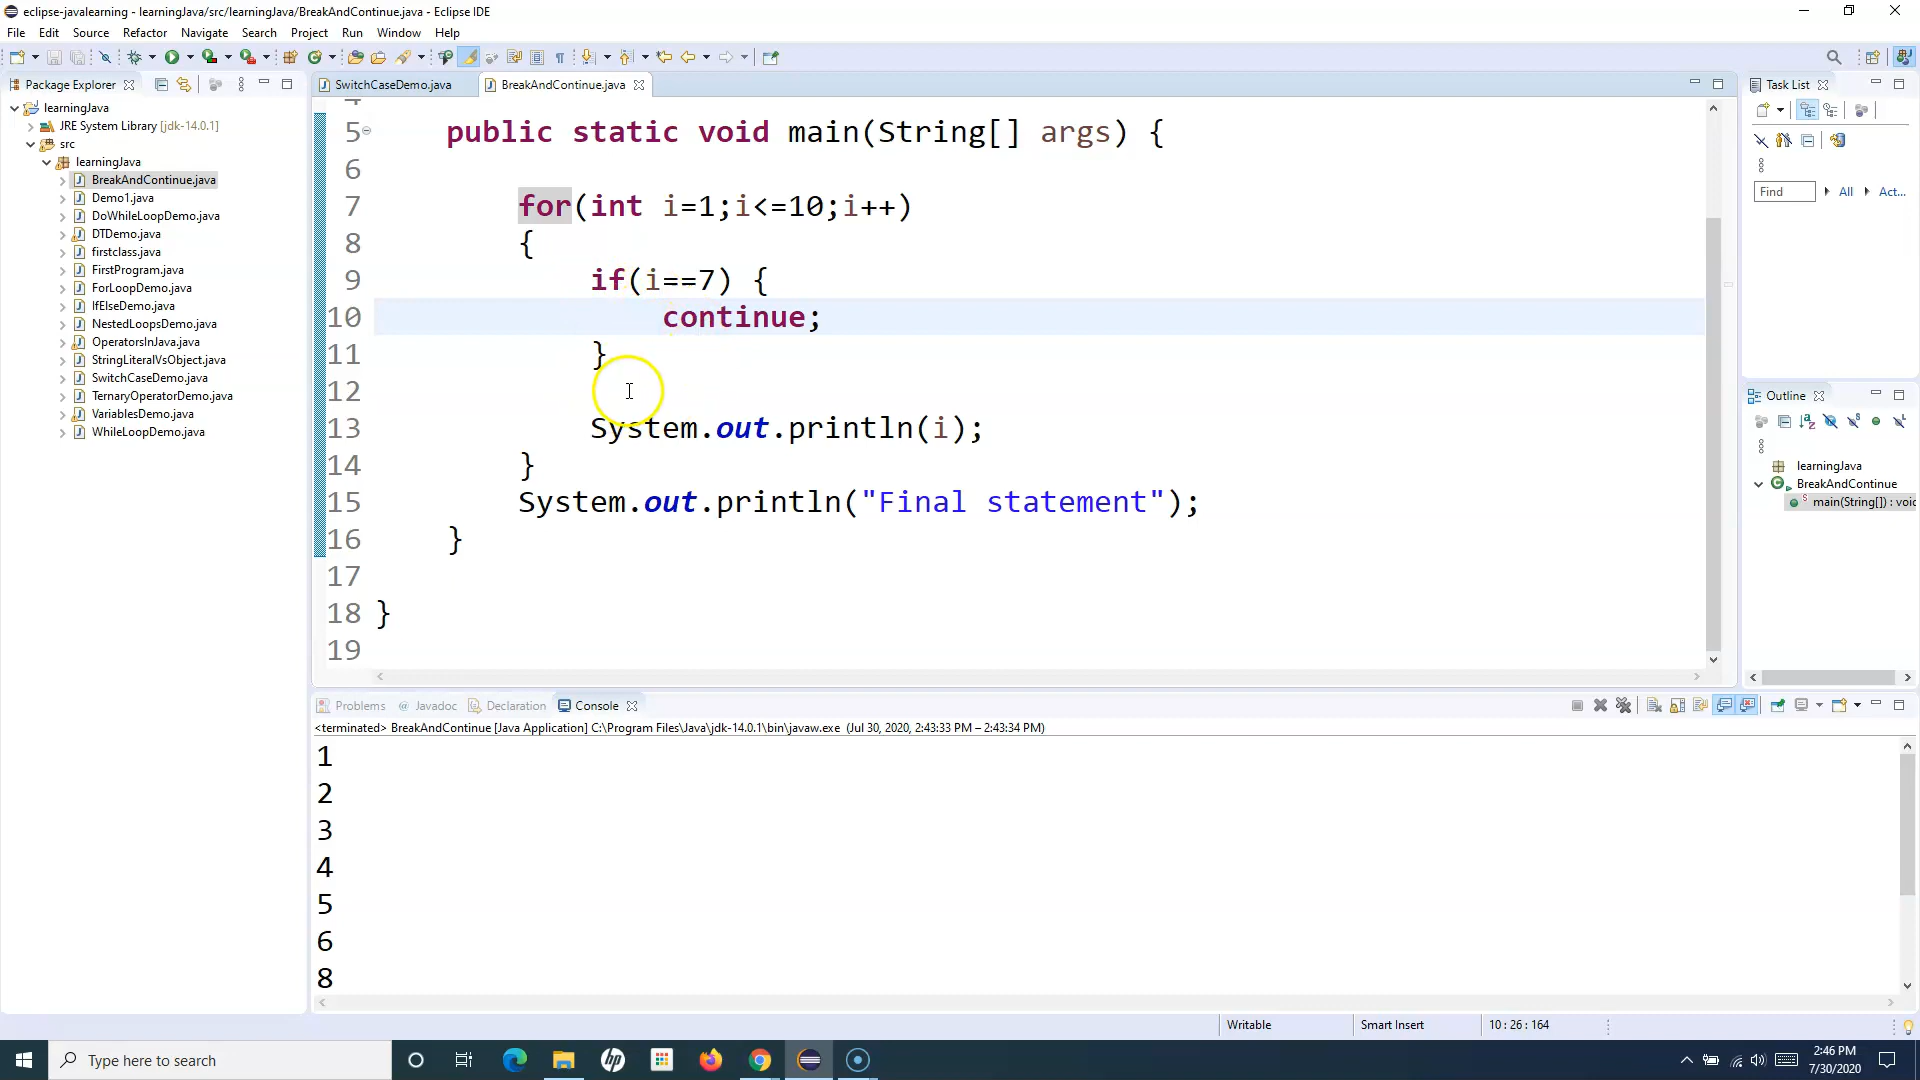 eclipse-javalearning - learningJava/src/learningJava/BreakAndContinue.java - Eclipse IDE
File Edit Source Refactor Navigate Search Project Run Window Help
Package Explorer
learningJava
JRE System Library [jdk-14.0.1]
src
learningJava
BreakAndContinue.java
Demo1.java
DoWhileLoopDemo.java
DTDemo.java
firstclass.java
FirstProgram.java
ForLoopDemo.java
IfElseDemo.java
NestedLoopsDemo.java
OperatorsInJava.java
StringLiteralVsObject.java
SwitchCaseDemo.java
TernaryOperatorDemo.java
VariablesDemo.java
WhileLoopDemo.java
SwitchCaseDemo.java BreakAndContinue.java
5 public static void main(String[] args) {
6
7 for(int i=1;i<=10;i++)
8 {
9 if(i==7) {
10 continue;
11 }
12
13 System.out.println(i);
14 }
15 System.out.println("Final statement");
16 }
17
18 }
19
Task List
Find All Act...
Outline
learningJava
BreakAndContinue
main(String[]) : voic
Problems @ Javadoc Declaration Console
<terminated> BreakAndContinue [Java Application] C:\Program Files\Java\jdk-14.0.1\bin\javaw.exe (Jul 30, 2020, 2:43:33 PM – 2:43:34 PM)
1
2
3
4
5
6
8
Writable Smart Insert 10 : 26 : 164
Type here to search
hp
2:46 PM
7/30/2020